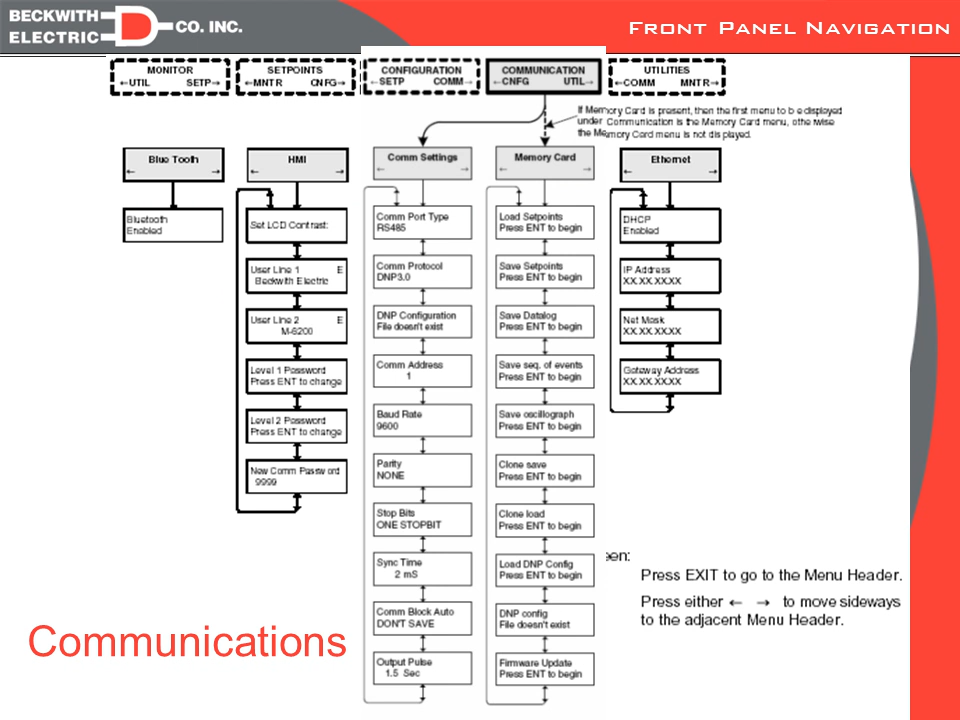 BECKWITH
ELECTRIC
CO. INC.
Front Panel Navigation
MONITOR
←UTIL SETP→
SETPOINTS
←MNTR CNFG→
CONFIGURATION
←SETP COMM→
COMMUNICATION
←CNFG UTIL→
UTILITIES
←COMM MNTR→
If Memory Card is present, then the first menu to be displayed
under Communication is the Memory Card menu, otherwise
the Memory Card menu is not displayed.
Blue Tooth
← →
Bluetooth
Enabled
HMI
← →
Set LCD Contrast:
User Line 1 E
Beckwith Electric
User Line 2 E
M-6200
Level 1 Password
Press ENT to change
Level 2 Password
Press ENT to change
New Comm Password
9999
Comm Settings
← →
Comm Port Type
RS485
Comm Protocol
DNP3.0
DNP Configuration
File doesn't exist
Comm Address
1
Baud Rate
9600
Parity
NONE
Stop Bits
ONE STOPBIT
Sync Time
2 mS
Comm Block Auto
DON'T SAVE
Output Pulse
1.5 Sec
Memory Card
← →
Load Setpoints
Press ENT to begin
Save Setpoints
Press ENT to begin
Save Datalog
Press ENT to begin
Save seq. of events
Press ENT to begin
Save oscillograph
Press ENT to begin
Clone save
Press ENT to begin
Clone load
Press ENT to begin
Load DNP Config
Press ENT to begin
DNP config
File doesn't exist
Firmware Update
Press ENT to begin
Ethernet
← →
DHCP
Enabled
IP Address
XX.XX.XXXX
Net Mask
XX.XX.XXXX
Gateway Address
XX.XX.XXXX
een:
Press EXIT to go to the Menu Header.
Press either ← → to move sideways
to the adjacent Menu Header.
Communications